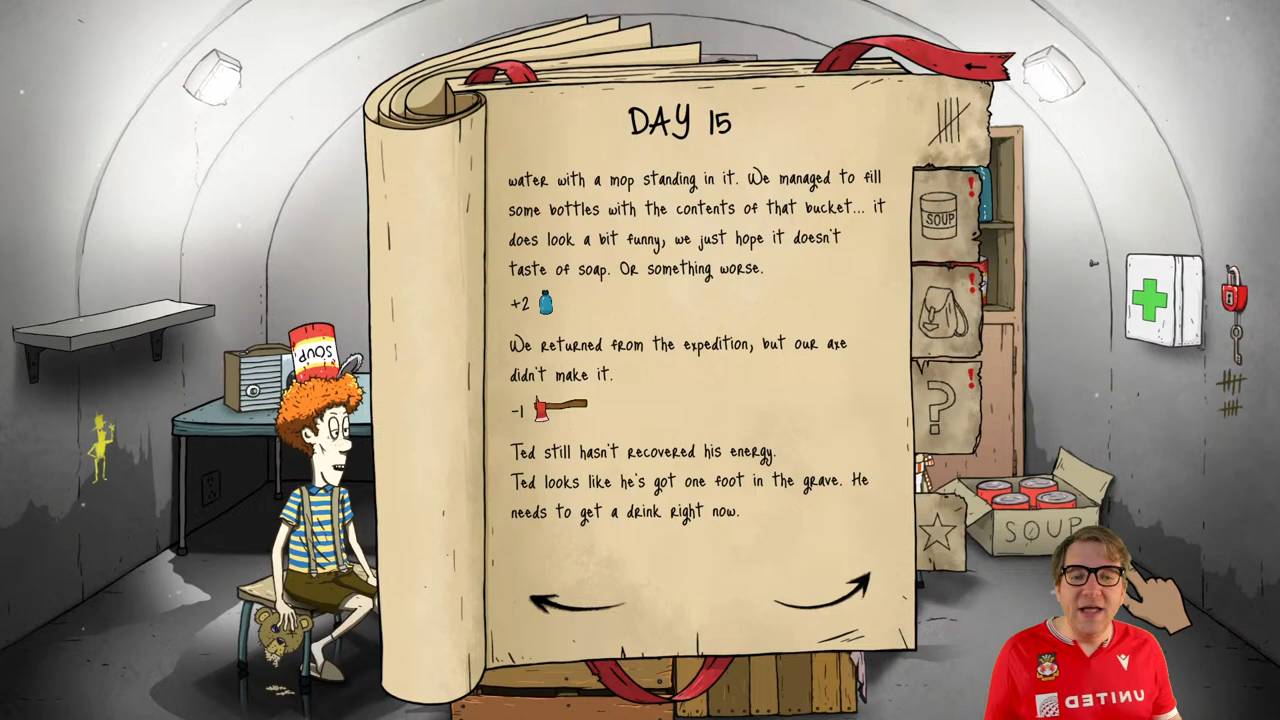 DAY 15
water with a mop standing in it. We managed to fill
some bottles with the contents of that bucket... it
does look a bit funny, we just hope it doesn't
taste of soap. Or something worse.
+2
We returned from the expedition, but our axe
didn't make it.
-1
Ted still hasn't recovered his energy.
Ted looks like he's got one foot in the grave. He
needs to get a drink right now.
SOUP
!
!
!
?
SOUP
SOUP
UNITED